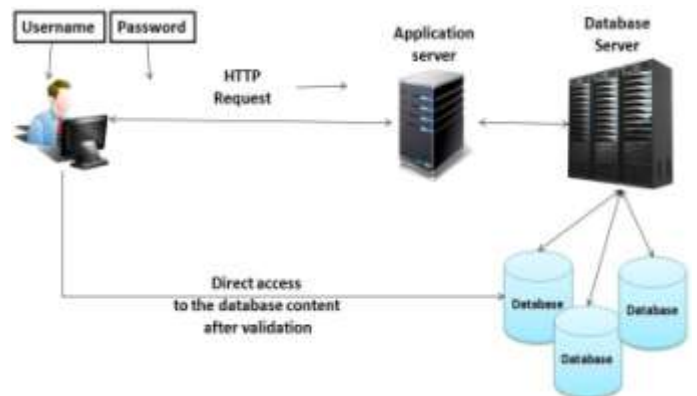 Username
Password
Application
server
Database
Server
HTTP
Request
Direct access
to the database content
after validation
Database
Database
Database